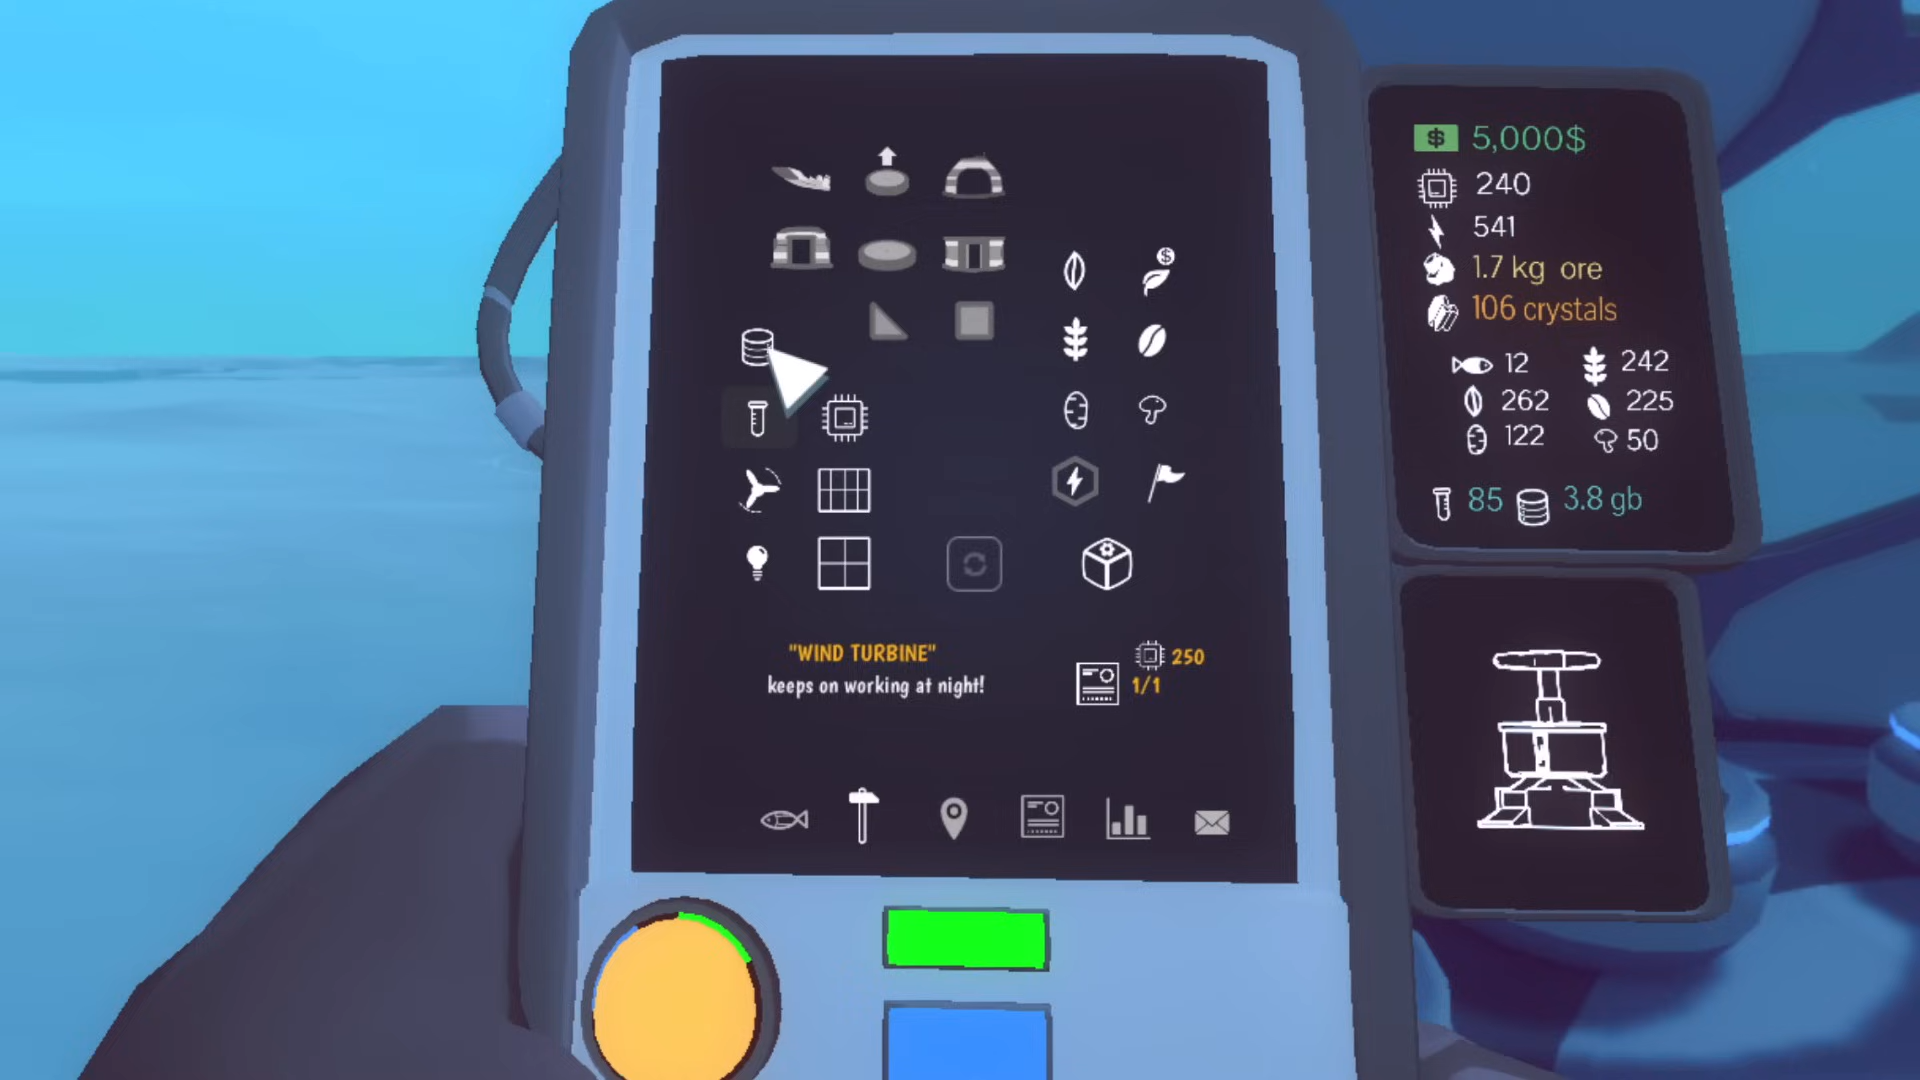 "WIND TURBINE"
keeps on working at night!
250
1/1
5,000$
240
541
1.7 kg ore
106 crystals
12 242
262 225
122 50
85 3.8 gb